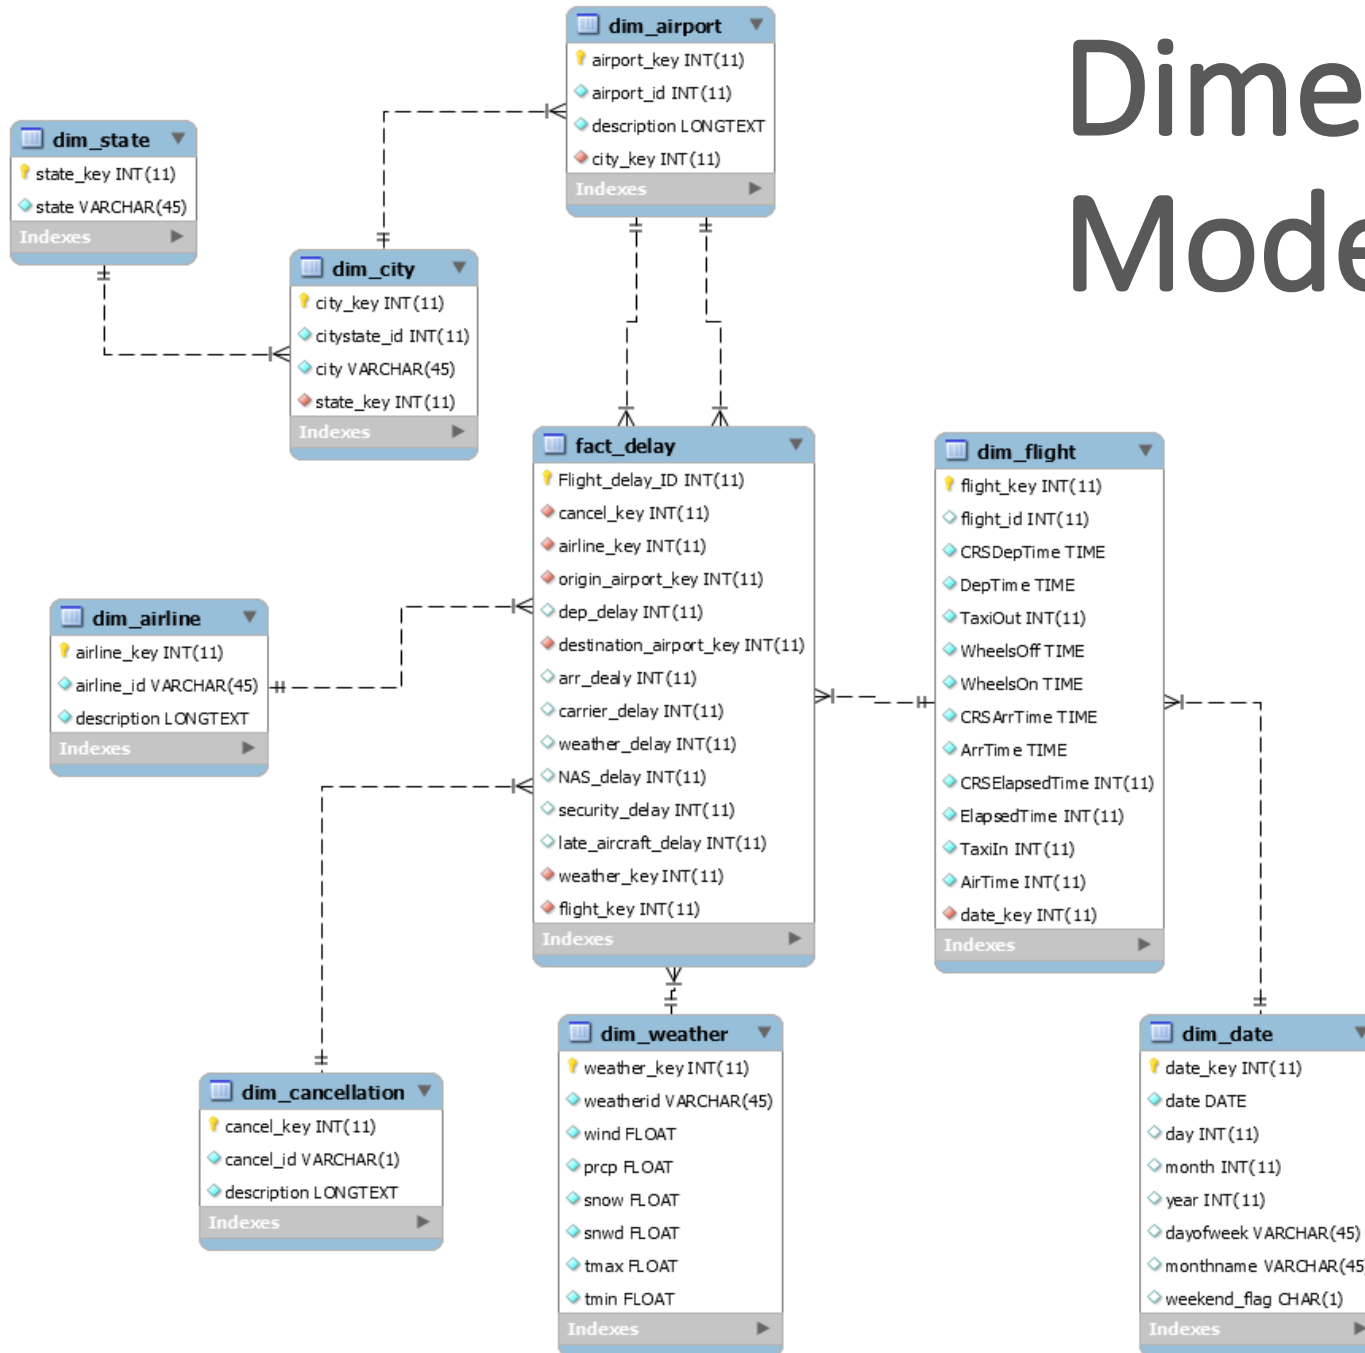 Dime
Mode
dim_airport
airport_key INT(11)
airport_id INT(11)
description LONGTEXT
city_key INT(11)
Indexes
dim_state
state_key INT(11)
state VARCHAR(45)
Indexes
dim_city
city_key INT(11)
citystate_id INT(11)
city VARCHAR(45)
state_key INT(11)
Indexes
fact_delay
Flight_delay_ID INT(11)
cancel_key INT(11)
airline_key INT(11)
origin_airport_key INT(11)
dep_delay INT(11)
destination_airport_key INT(11)
arr_dealy INT(11)
carrier_delay INT(11)
weather_delay INT(11)
NAS_delay INT(11)
security_delay INT(11)
late_aircraft_delay INT(11)
weather_key INT(11)
flight_key INT(11)
Indexes
dim_flight
flight_key INT(11)
flight_id INT(11)
CRSDepTime TIME
DepTime TIME
TaxiOut INT(11)
WheelsOff TIME
WheelsOn TIME
CRSArrTime TIME
ArrTime TIME
CRSElapsedTime INT(11)
ElapsedTime INT(11)
TaxiIn INT(11)
AirTime INT(11)
date_key INT(11)
Indexes
dim_airline
airline_key INT(11)
airline_id VARCHAR(45)
description LONGTEXT
Indexes
dim_cancellation
cancel_key INT(11)
cancel_id VARCHAR(1)
description LONGTEXT
Indexes
dim_weather
weather_key INT(11)
weatherid VARCHAR(45)
wind FLOAT
prcp FLOAT
snow FLOAT
snwd FLOAT
tmax FLOAT
tmin FLOAT
Indexes
dim_date
date_key INT(11)
date DATE
day INT(11)
month INT(11)
year INT(11)
dayofweek VARCHAR(45)
monthname VARCHAR(45)
weekend_flag CHAR(1)
Indexes